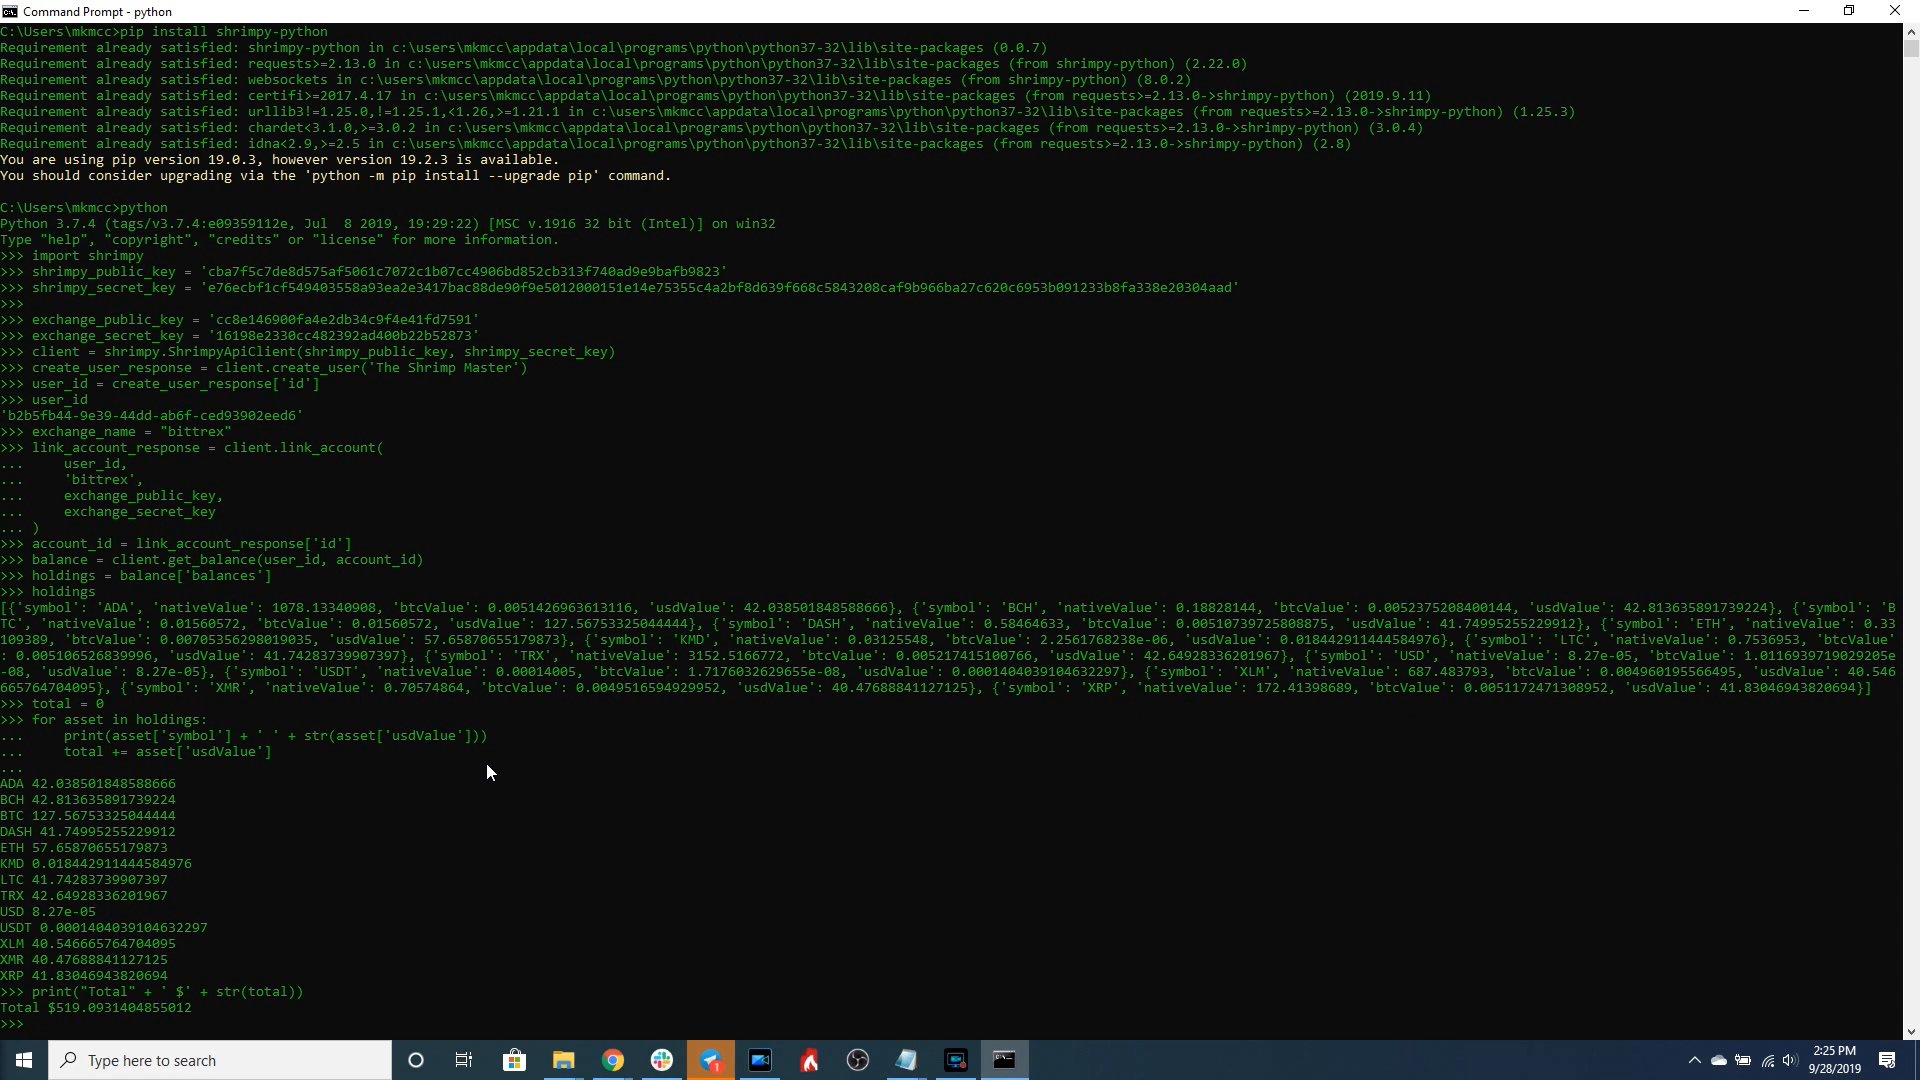 Command Prompt - python
C:\Users\mkmcc>pip install shrimpy-python
Requirement already satisfied: shrimpy-python in c:\users\mkmcc\appdata\local\programs\python\python37-32\lib\site-packages (0.0.7)
Requirement already satisfied: requests>=2.13.0 in c:\users\mkmcc\appdata\local\programs\python\python37-32\lib\site-packages (from shrimpy-python) (2.22.0)
Requirement already satisfied: websockets in c:\users\mkmcc\appdata\local\programs\python\python37-32\lib\site-packages (from shrimpy-python) (8.0.2)
Requirement already satisfied: certifi>=2017.4.17 in c:\users\mkmcc\appdata\local\programs\python\python37-32\lib\site-packages (from requests>=2.13.0->shrimpy-python) (2019.9.11)
Requirement already satisfied: urllib3!=1.25.0,!=1.25.1,<1.26,>=1.21.1 in c:\users\mkmcc\appdata\local\programs\python\python37-32\lib\site-packages (from requests>=2.13.0->shrimpy-python) (1.25.3)
Requirement already satisfied: chardet<3.1.0,>=3.0.2 in c:\users\mkmcc\appdata\local\programs\python\python37-32\lib\site-packages (from requests>=2.13.0->shrimpy-python) (3.0.4)
Requirement already satisfied: idna<2.9,>=2.5 in c:\users\mkmcc\appdata\local\programs\python\python37-32\lib\site-packages (from requests>=2.13.0->shrimpy-python) (2.8)
You are using pip version 19.0.3, however version 19.2.3 is available.
You should consider upgrading via the 'python -m pip install --upgrade pip' command.
C:\Users\mkmcc>python
Python 3.7.4 (tags/v3.7.4:e09359112e, Jul  8 2019, 19:29:22) [MSC v.1916 32 bit (Intel)] on win32
Type "help", "copyright", "credits" or "license" for more information.
>>> import shrimpy
>>> shrimpy_public_key = 'cba7f5c7de8d575af5061c7072c1b07cc4906bd852cb313f740ad9e9bafb9823'
>>> shrimpy_secret_key = 'e76ecbf1cf549403558a93ea2e3417bac88de90f9e5012000151e14e75355c4a2bf8d639f668c5843208caf9b966ba27c620c6953b091233b8fa338e20304aad'
>>>
>>> exchange_public_key = 'cc8e146900fa4e2db34c9f4e41fd7591'
>>> exchange_secret_key = '16198e2330cc482392ad400b22b52873'
>>> client = shrimpy.ShrimpyApiClient(shrimpy_public_key, shrimpy_secret_key)
>>> create_user_response = client.create_user('The Shrimp Master')
>>> user_id = create_user_response['id']
>>> user_id
'b2b5fb44-9e39-44dd-ab6f-ced93902eed6'
>>> exchange_name = "bittrex"
>>> link_account_response = client.link_account(
...     user_id,
...     'bittrex',
...     exchange_public_key,
...     exchange_secret_key
... )
>>> account_id = link_account_response['id']
>>> balance = client.get_balance(user_id, account_id)
>>> holdings = balance['balances']
>>> holdings
[{'symbol': 'ADA', 'nativeValue': 1078.13340908, 'btcValue': 0.0051426963613116, 'usdValue': 42.038501848588666}, {'symbol': 'BCH', 'nativeValue': 0.18828144, 'btcValue': 0.0052375208400144, 'usdValue': 42.813635891739224}, {'symbol': 'B
TC', 'nativeValue': 0.01560572, 'btcValue': 0.01560572, 'usdValue': 127.56753325044444}, {'symbol': 'DASH', 'nativeValue': 0.58464633, 'btcValue': 0.00510739725808875, 'usdValue': 41.74995255229912}, {'symbol': 'ETH', 'nativeValue': 0.33
109389, 'btcValue': 0.00705356298019035, 'usdValue': 57.65870655179873}, {'symbol': 'KMD', 'nativeValue': 0.03125548, 'btcValue': 2.2561768238e-06, 'usdValue': 0.018442911444584976}, {'symbol': 'LTC', 'nativeValue': 0.7536953, 'btcValue'
: 0.005106526839996, 'usdValue': 41.74283739907397}, {'symbol': 'TRX', 'nativeValue': 3152.5166772, 'btcValue': 0.005217415100766, 'usdValue': 42.64928336201967}, {'symbol': 'USD', 'nativeValue': 8.27e-05, 'btcValue': 1.0116939719029205e
-08, 'usdValue': 8.27e-05}, {'symbol': 'USDT', 'nativeValue': 0.00014005, 'btcValue': 1.7176032629655e-08, 'usdValue': 0.0001404039104632297}, {'symbol': 'XLM', 'nativeValue': 687.483793, 'btcValue': 0.004960195566495, 'usdValue': 40.546
665764704095}, {'symbol': 'XMR', 'nativeValue': 0.70574864, 'btcValue': 0.0049516594929952, 'usdValue': 40.47688841127125}, {'symbol': 'XRP', 'nativeValue': 172.41398689, 'btcValue': 0.0051172471308952, 'usdValue': 41.83046943820694}]
>>> total = 0
>>> for asset in holdings:
...     print(asset['symbol'] + ' ' + str(asset['usdValue']))
...     total += asset['usdValue']
...
ADA 42.038501848588666
BCH 42.813635891739224
BTC 127.56753325044444
DASH 41.74995255229912
ETH 57.65870655179873
KMD 0.018442911444584976
LTC 41.74283739907397
TRX 42.64928336201967
USD 8.27e-05
USDT 0.0001404039104632297
XLM 40.546665764704095
XMR 40.47688841127125
XRP 41.83046943820694
>>> print("Total" + ' $' + str(total))
Total $519.0931404855012
>>>
Type here to search
1
2:25 PM
9/28/2019